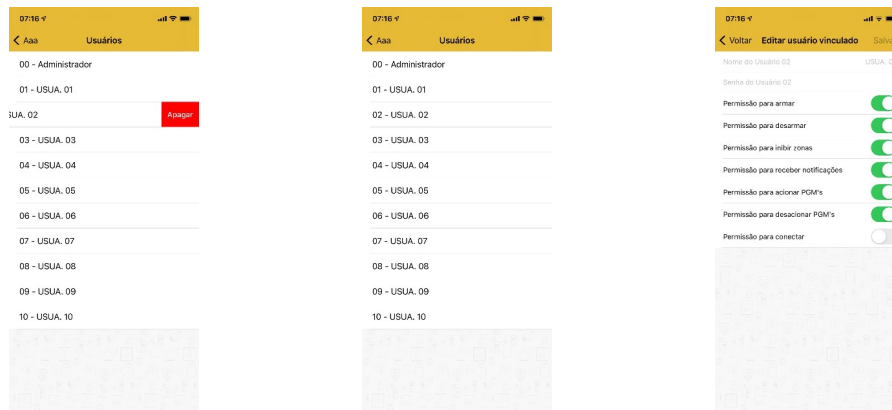 07:16
Aaa Usuários
00 - Administrador
01 - USUA. 01
SUA. 02 Apagar
03 - USUA. 03
04 - USUA. 04
05 - USUA. 05
06 - USUA. 06
07 - USUA. 07
08 - USUA. 08
09 - USUA. 09
10 - USUA. 10
07:16
Aaa Usuários
00 - Administrador
01 - USUA. 01
02 - USUA. 02
03 - USUA. 03
04 - USUA. 04
05 - USUA. 05
06 - USUA. 06
07 - USUA. 07
08 - USUA. 08
09 - USUA. 09
10 - USUA. 10
07:16
Voltar Editar usuário vinculado Salva
Nome do Usuário 02 USUA. 0
Senha do Usuário 02
Permissão para armar
Permissão para desarmar
Permissão para inibir zonas
Permissão para receber notificações
Permissão para acionar PGM's
Permissão para desacionar PGM's
Permissão para conectar